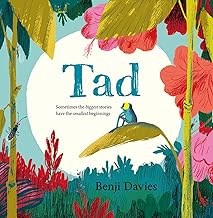 Tad
Sometimes the biggest stories
have the smallest beginnings
Benji Davies